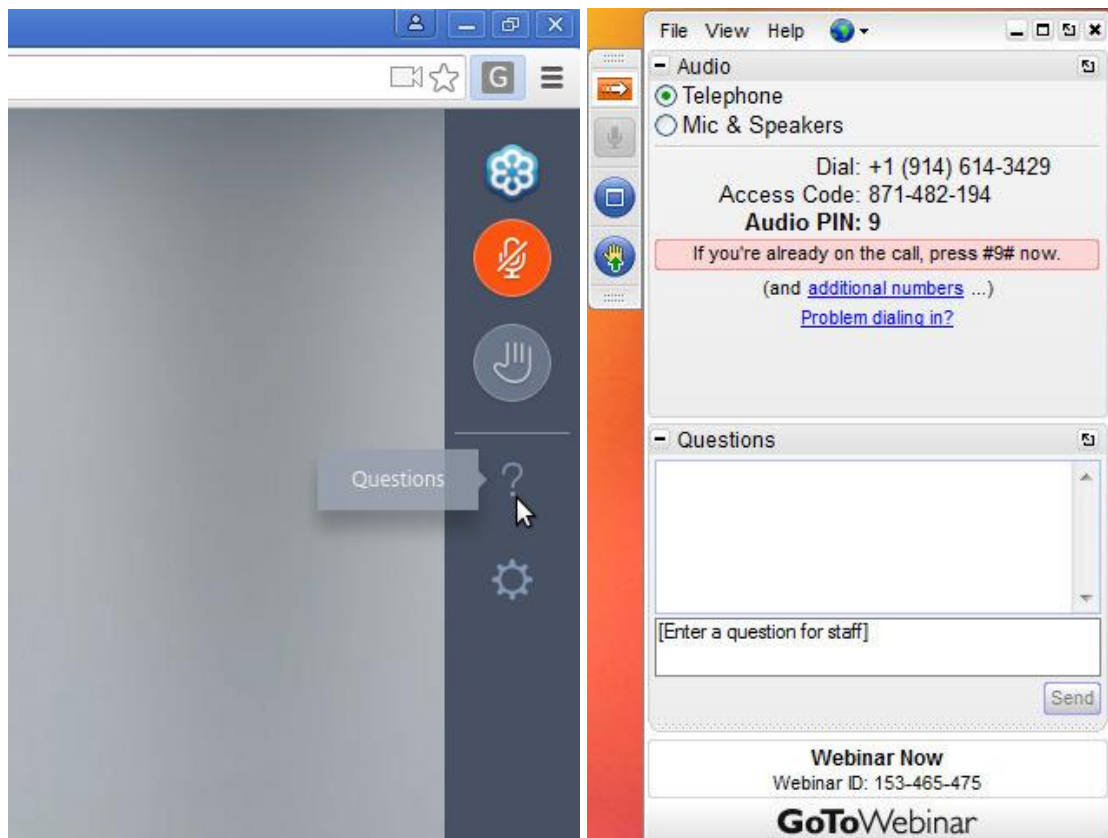 G
Questions
?
File View Help
Audio
Telephone
Mic & Speakers
Dial: +1 (914) 614-3429
Access Code: 871-482-194
Audio PIN: 9
If you're already on the call, press #9# now.
(and additional numbers ...)
Problem dialing in?
Questions
[Enter a question for staff]
Send
Webinar Now
Webinar ID: 153-465-475
GoToWebinar